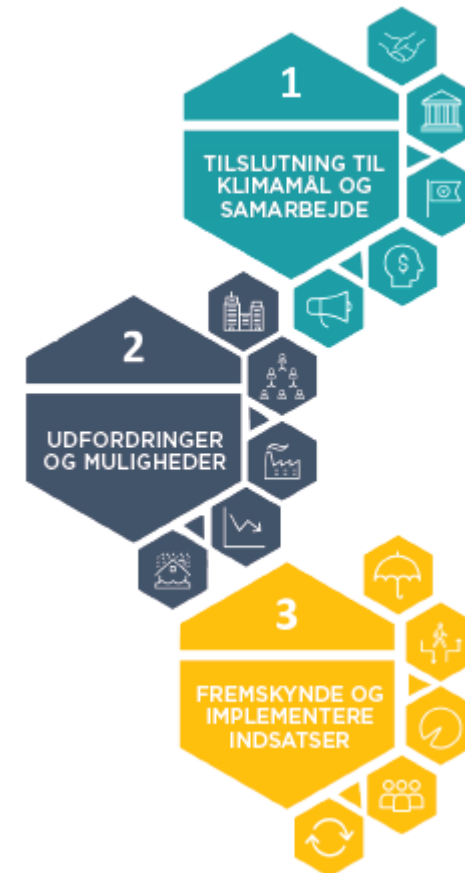 1
TILSLUTNING TIL
KLIMAMÅL OG
SAMARBEJDE
2
UDFORDRINGER
OG MULIGHEDER
3
FREMSKYNDE OG
IMPLEMENTERE
INDSATSER